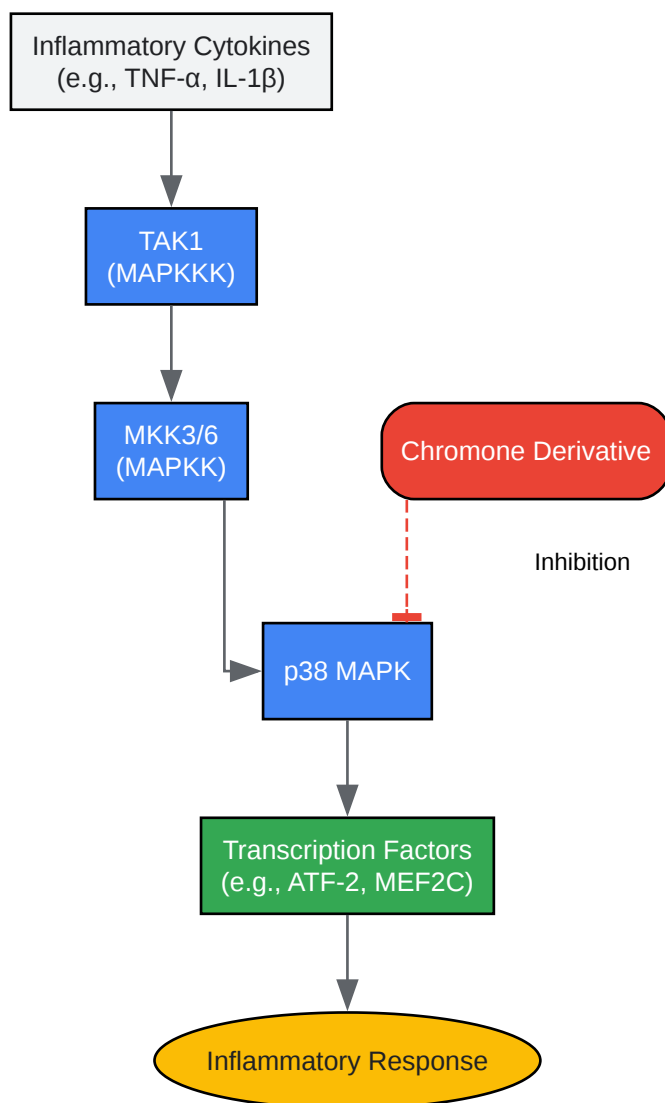 Inflammatory Cytokines
(e.g., TNF-α, IL-1β)
TAK1
(MAPKKK)
MKK3/6
(MAPKK)
Chromone Derivative
Inhibition
p38 MAPK
Transcription Factors
(e.g., ATF-2, MEF2C)
Inflammatory Response